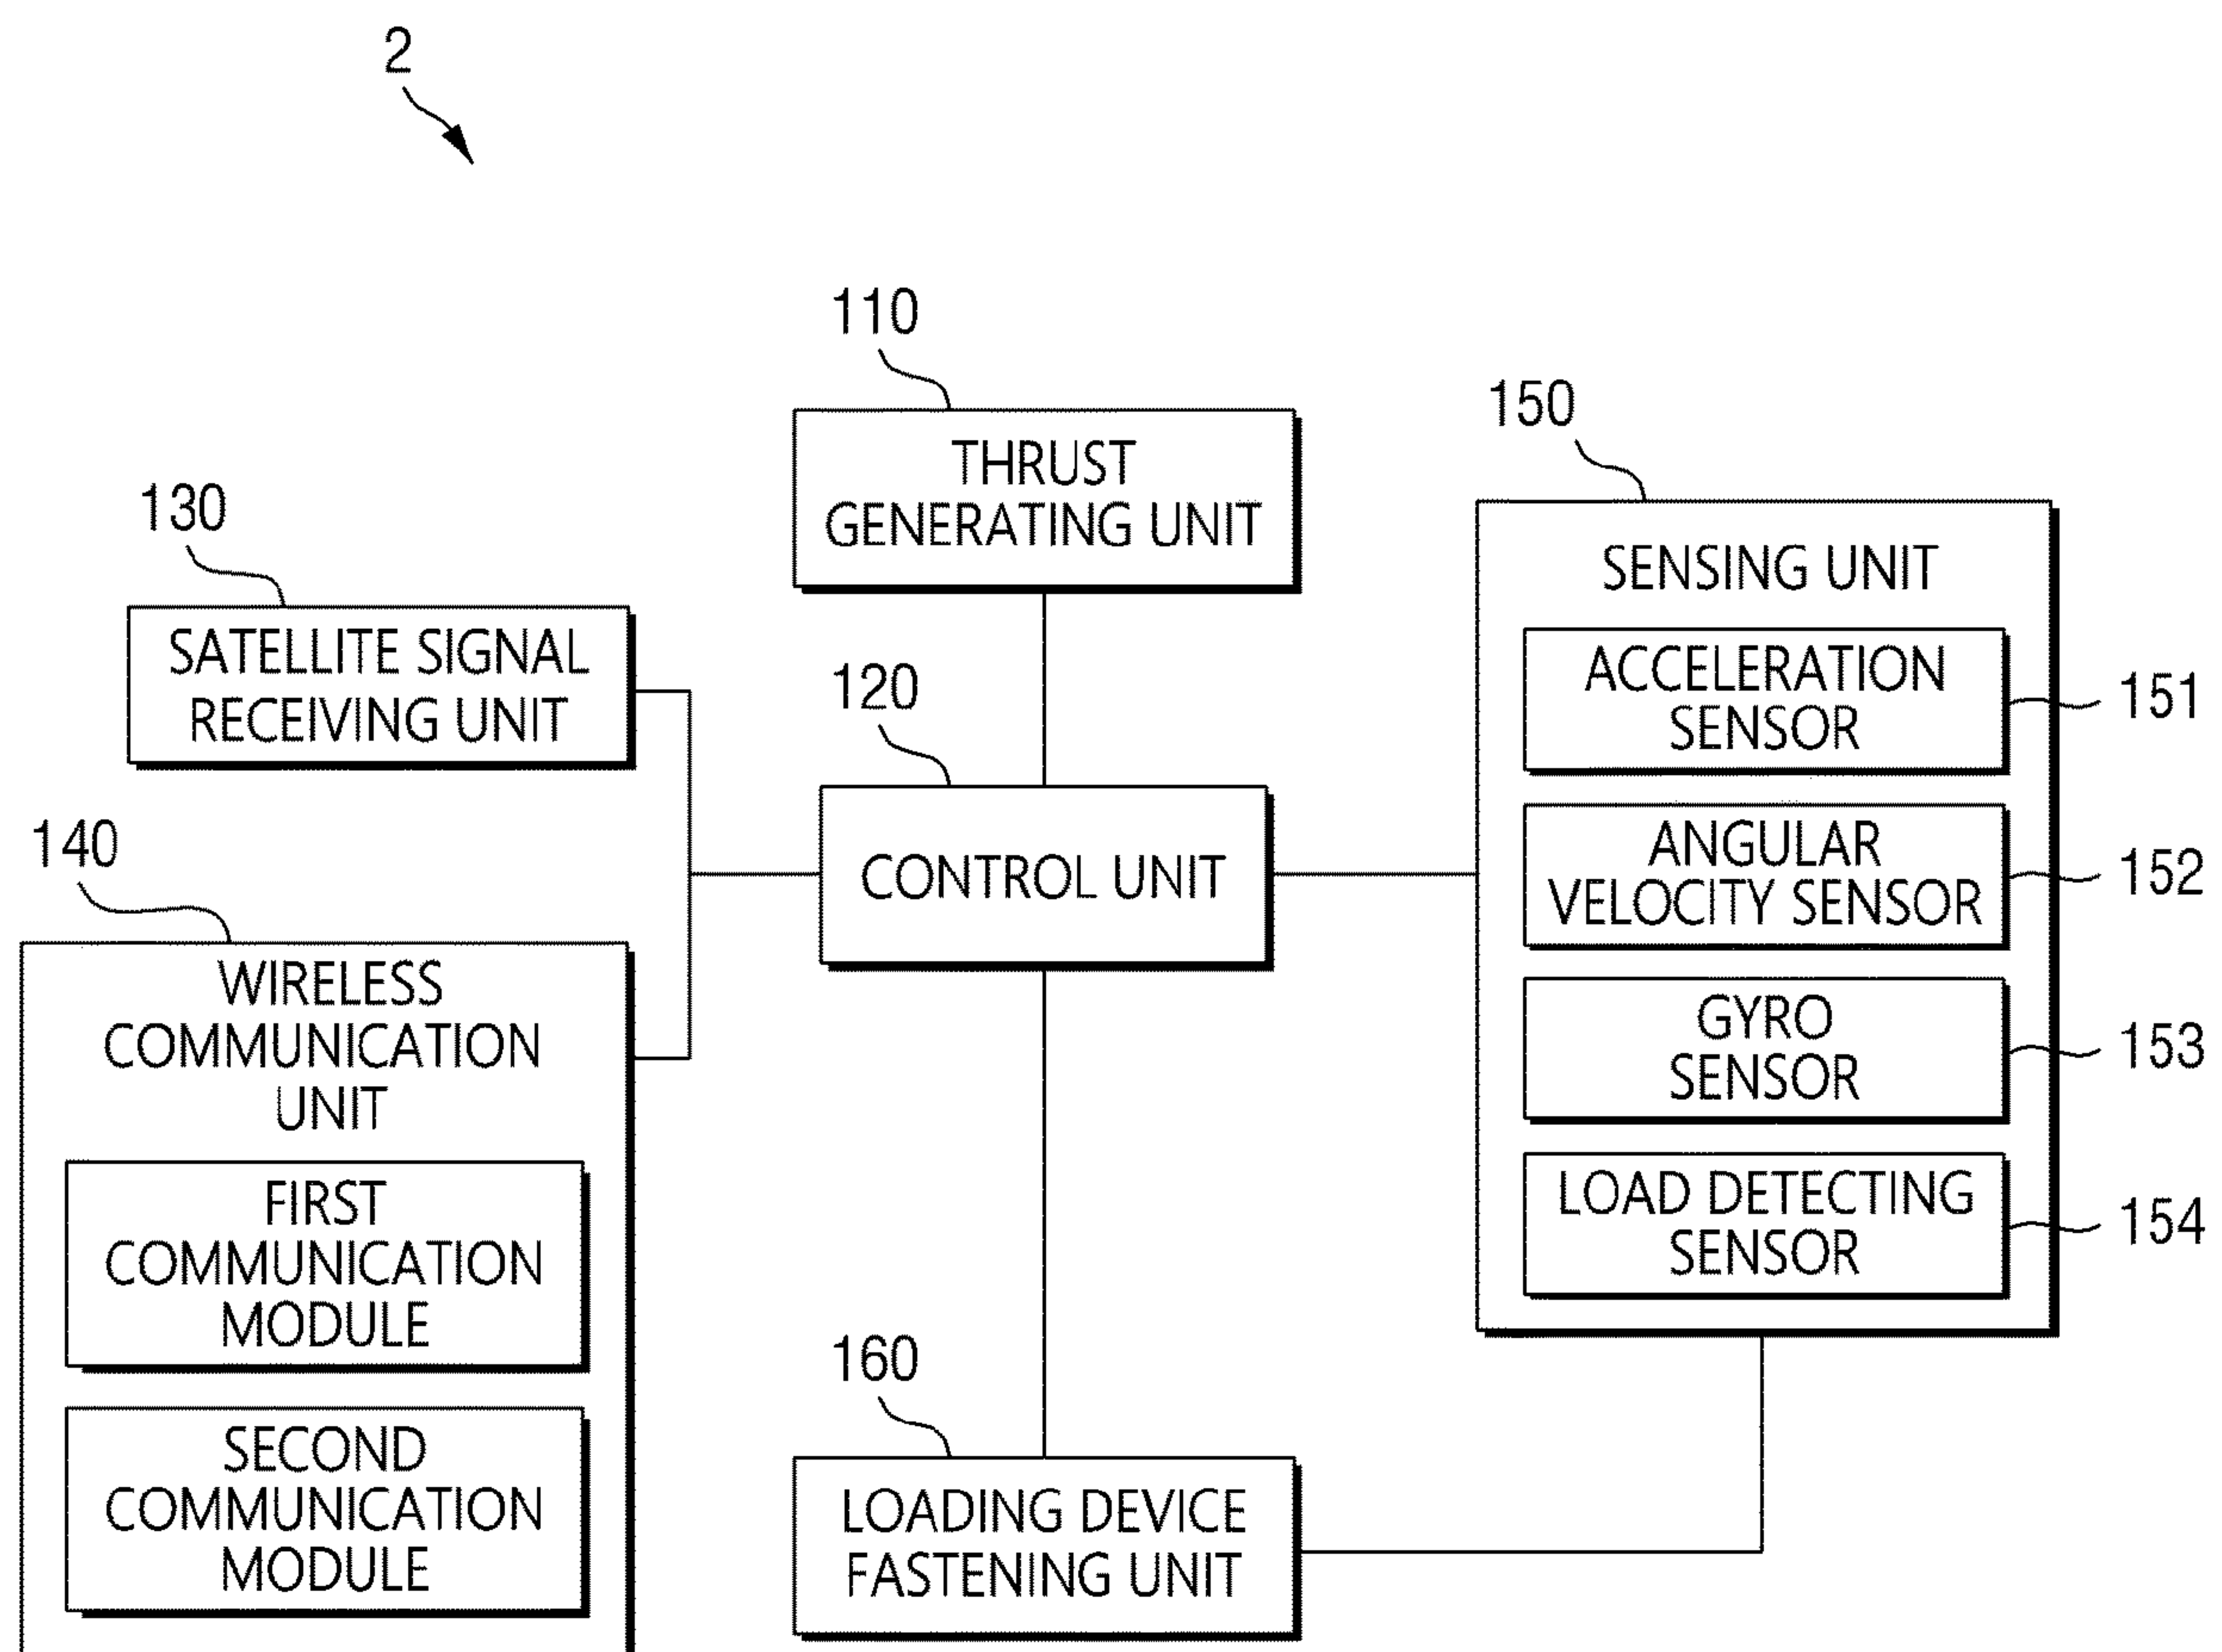 2
110
THRUST
GENERATING UNIT
150
SENSING UNIT
130
SATELLITE SIGNAL
RECEIVING UNIT
ACCELERATION
SENSOR
151
120
CONTROL UNIT
ANGULAR
VELOCITY SENSOR
152
140
WIRELESS
COMMUNICATION
UNIT
GYRO
SENSOR
153
FIRST
COMMUNICATION
MODULE
LOAD DETECTING
SENSOR
154
160
SECOND
COMMUNICATION
MODULE
LOADING DEVICE
FASTENING UNIT